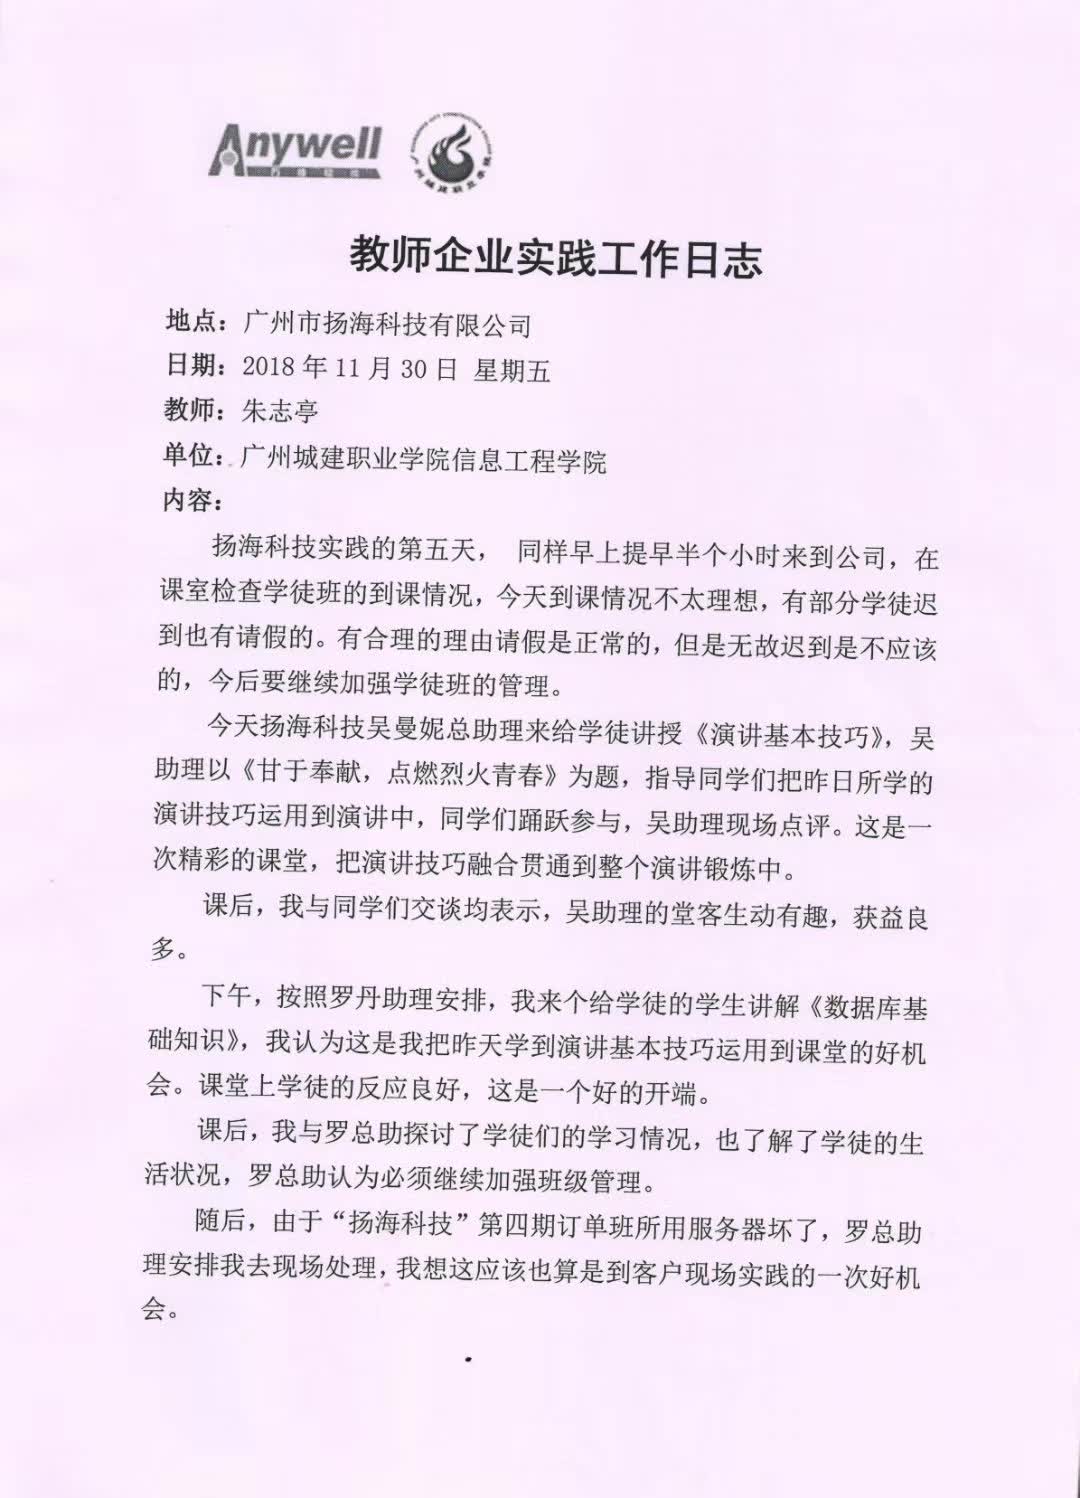 Anywell
教师企业实践工作日志
地点：广州市扬海科技有限公司
日期：2018 年 11 月 30 日 星期五
教师：朱志亭
单位：广州城建职业学院信息工程学院
内容：
扬海科技实践的第五天， 同样早上提早半个小时来到公司，在
课室检查学徒班的到课情况，今天到课情况不太理想，有部分学徒迟
到也有请假的。有合理的理由请假是正常的，但是无故迟到是不应该
的，今后要继续加强学徒班的管理。
今天扬海科技吴曼妮总助理来给学徒讲授《演讲基本技巧》，吴
助理以《甘于奉献，点燃烈火青春》为题，指导同学们把昨日所学的
演讲技巧运用到演讲中，同学们踊跃参与，吴助理现场点评。这是一
次精彩的课堂，把演讲技巧融合贯通到整个演讲锻炼中。
课后，我与同学们交谈均表示，吴助理的堂客生动有趣，获益良
多。
下午，按照罗丹助理安排，我来个给学徒的学生讲解《数据库基
础知识》，我认为这是我把昨天学到演讲基本技巧运用到课堂的好机
会。课堂上学徒的反应良好，这是一个好的开端。
课后，我与罗总助探讨了学徒们的学习情况，也了解了学徒的生
活状况，罗总助认为必须继续加强班级管理。
随后，由于“扬海科技”第四期订单班所用服务器坏了，罗总助
理安排我去现场处理，我想这应该也算是到客户现场实践的一次好机
会。